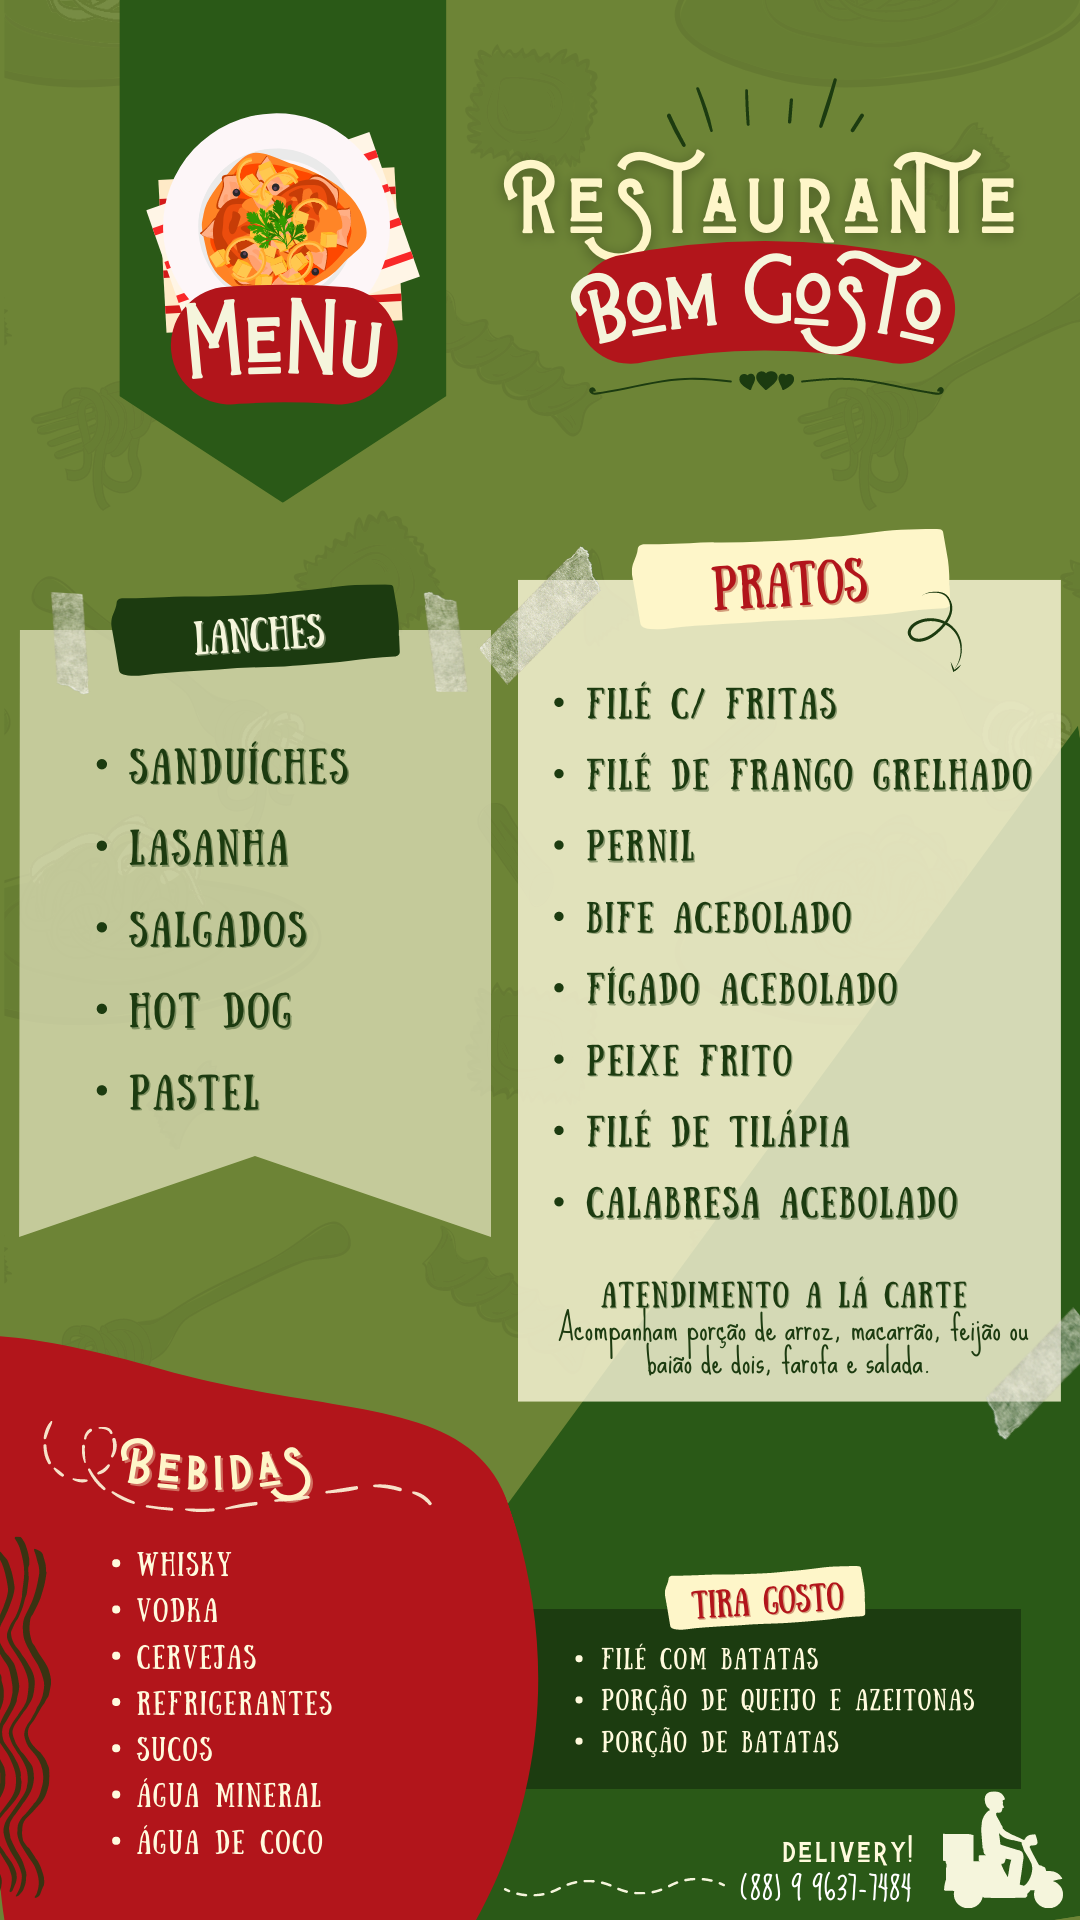 MENU
RESTAURANTE
BOM GOSTO
LANCHES
• SANDUÍCHES
• LASANHA
• SALGADOS
• HOT DOG
• PASTEL
PRATOS
• FILÉ C/ FRITAS
• FILÉ DE FRANGO GRELHADO
• PERNIL
• BIFE ACEBOLADO
• FÍGADO ACEBOLADO
• PEIXE FRITO
• FILÉ DE TILÁPIA
• CALABRESA ACEBOLADO
ATENDIMENTO A LÁ CARTE
Acompanham porção de arroz, macarrão, feijão ou
baião de dois, farofa e salada.
BEBIDAS
• WHISKY
• VODKA
• CERVEJAS
• REFRIGERANTES
• SUCOS
• ÁGUA MINERAL
• ÁGUA DE COCO
TIRA GOSTO
• FILÉ COM BATATAS
• PORÇÃO DE QUEIJO E AZEITONAS
• PORÇÃO DE BATATAS
DELIVERY!
(88) 9 9637-7484